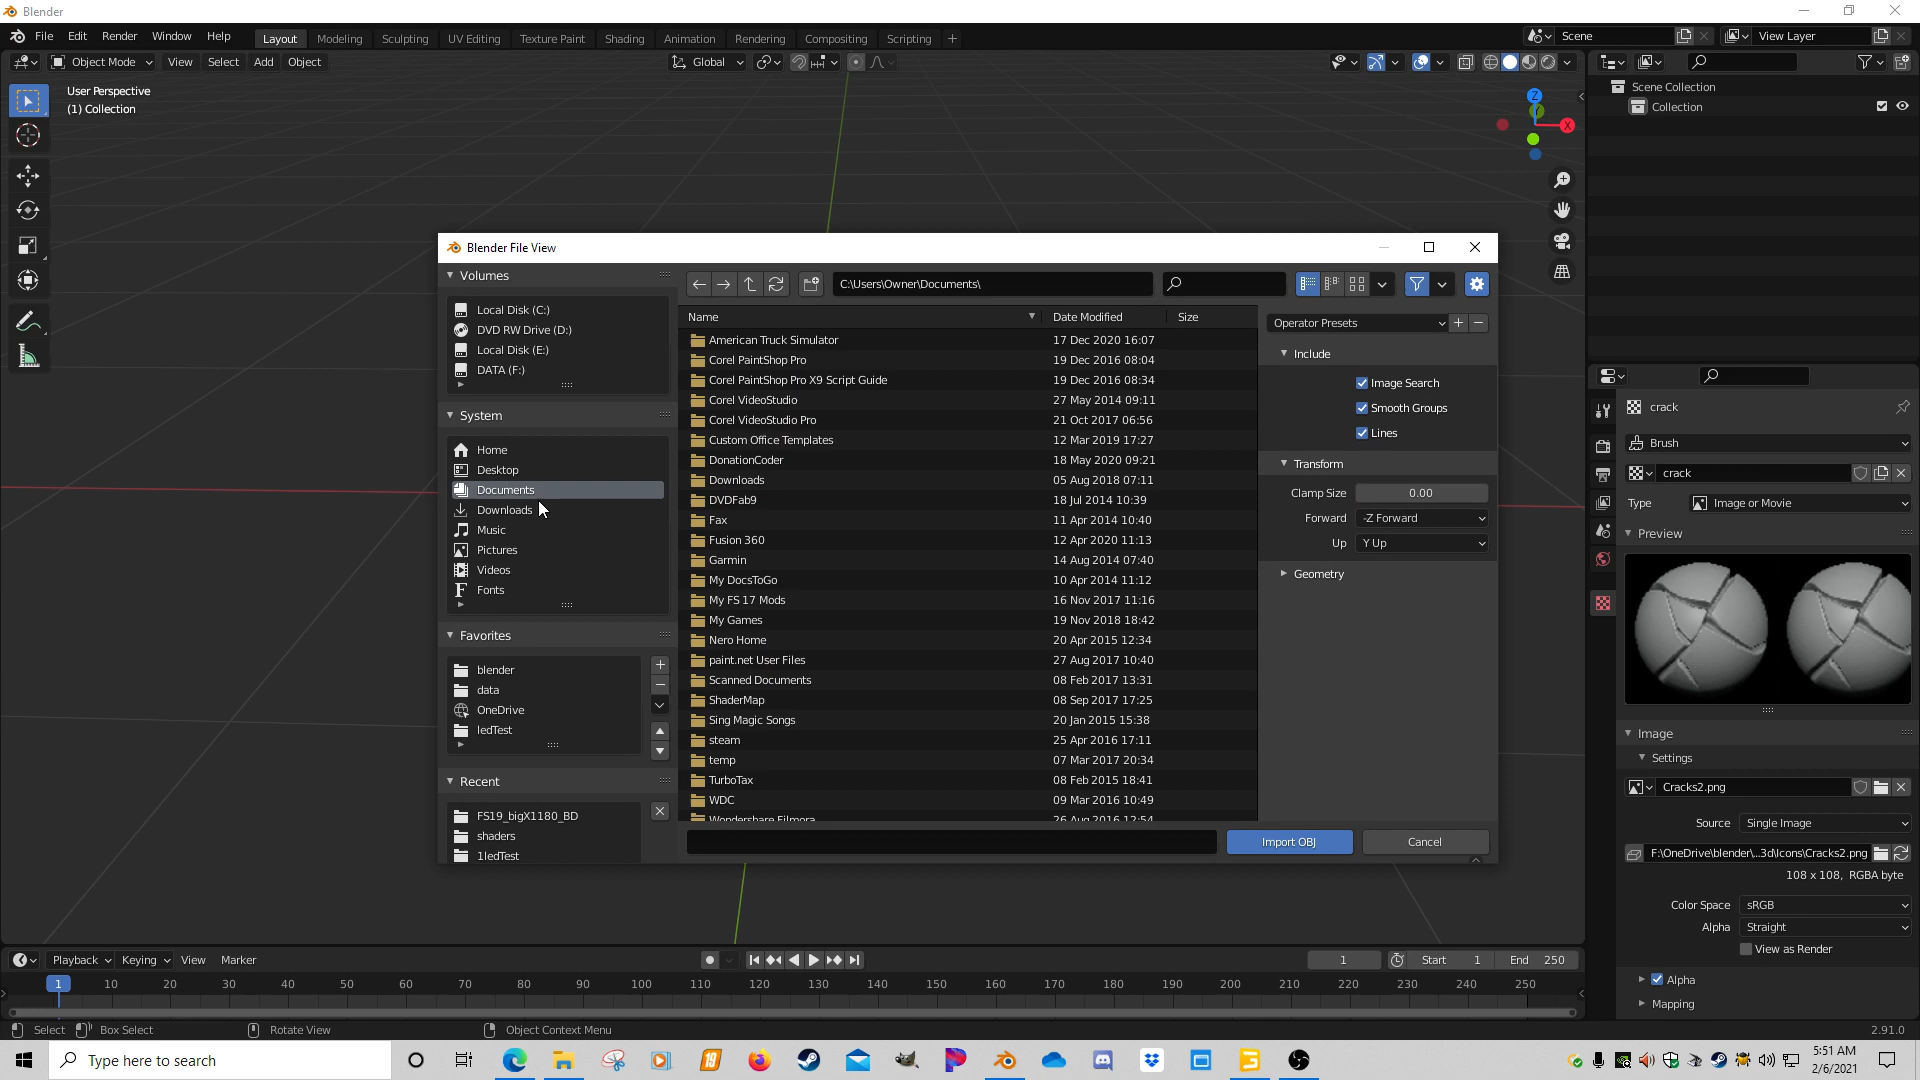 Blender
File Edit Render Window Help Layout Modeling Sculpting UV Editing Texture Paint Shading Animation Rendering Compositing Scripting + Scene View Layer
Object Mode View Select Add Object Global
User Perspective
(1) Collection
Z
X
Scene Collection
Collection
Blender File View
Volumes
Local Disk (C:)
DVD RW Drive (D:)
Local Disk (E:)
DATA (F:)
System
Home
Desktop
Documents
Downloads
Music
Pictures
Videos
Fonts
Favorites
blender
data
OneDrive
ledTest
Recent
FS19_bigX1180_BD
shaders
1ledTest
C:\Users\Owner\Documents\
Name Date Modified Size
American Truck Simulator 17 Dec 2020 16:07
Corel PaintShop Pro 19 Dec 2016 08:04
Corel PaintShop Pro X9 Script Guide 19 Dec 2016 08:34
Corel VideoStudio 27 May 2014 09:11
Corel VideoStudio Pro 21 Oct 2017 06:56
Custom Office Templates 12 Mar 2019 17:27
DonationCoder 18 May 2020 09:21
Downloads 05 Aug 2018 07:11
DVDFab9 18 Jul 2014 10:39
Fax 11 Apr 2014 10:40
Fusion 360 12 Apr 2020 11:13
Garmin 14 Aug 2014 07:40
My DocsToGo 10 Apr 2014 11:12
My FS 17 Mods 16 Nov 2017 11:16
My Games 19 Nov 2018 18:42
Nero Home 20 Apr 2015 12:34
paint.net User Files 27 Aug 2017 10:40
Scanned Documents 08 Feb 2017 13:31
ShaderMap 08 Sep 2017 17:25
Sing Magic Songs 20 Jan 2015 15:38
steam 25 Apr 2016 17:11
temp 07 Mar 2017 20:34
TurboTax 08 Feb 2015 18:41
WDC 09 Mar 2016 10:49
Wondershare Filmora 26 Aug 2016 12:54
Operator Presets
Include
Image Search
Smooth Groups
Lines
Transform
Clamp Size 0.00
Forward -Z Forward
Up Y Up
Geometry
Import OBJ Cancel
crack
Brush
crack
Type Image or Movie
Preview
Image
Settings
Cracks2.png
Source Single Image
F:\OneDrive\blender\...3d\Icons\Cracks2.png
108 x 108, RGBA byte
Color Space sRGB
Alpha Straight
View as Render
Alpha
Mapping
Playback Keying View Marker 1 Start 1 End 250
1 10 20 30 40 50 60 70 80 90 100 110 120 130 140 150 160 170 180 190 200 210 220 230 240 250
Select Box Select Rotate View Object Context Menu 2.91.0
Type here to search
19
5:51 AM
2/6/2021